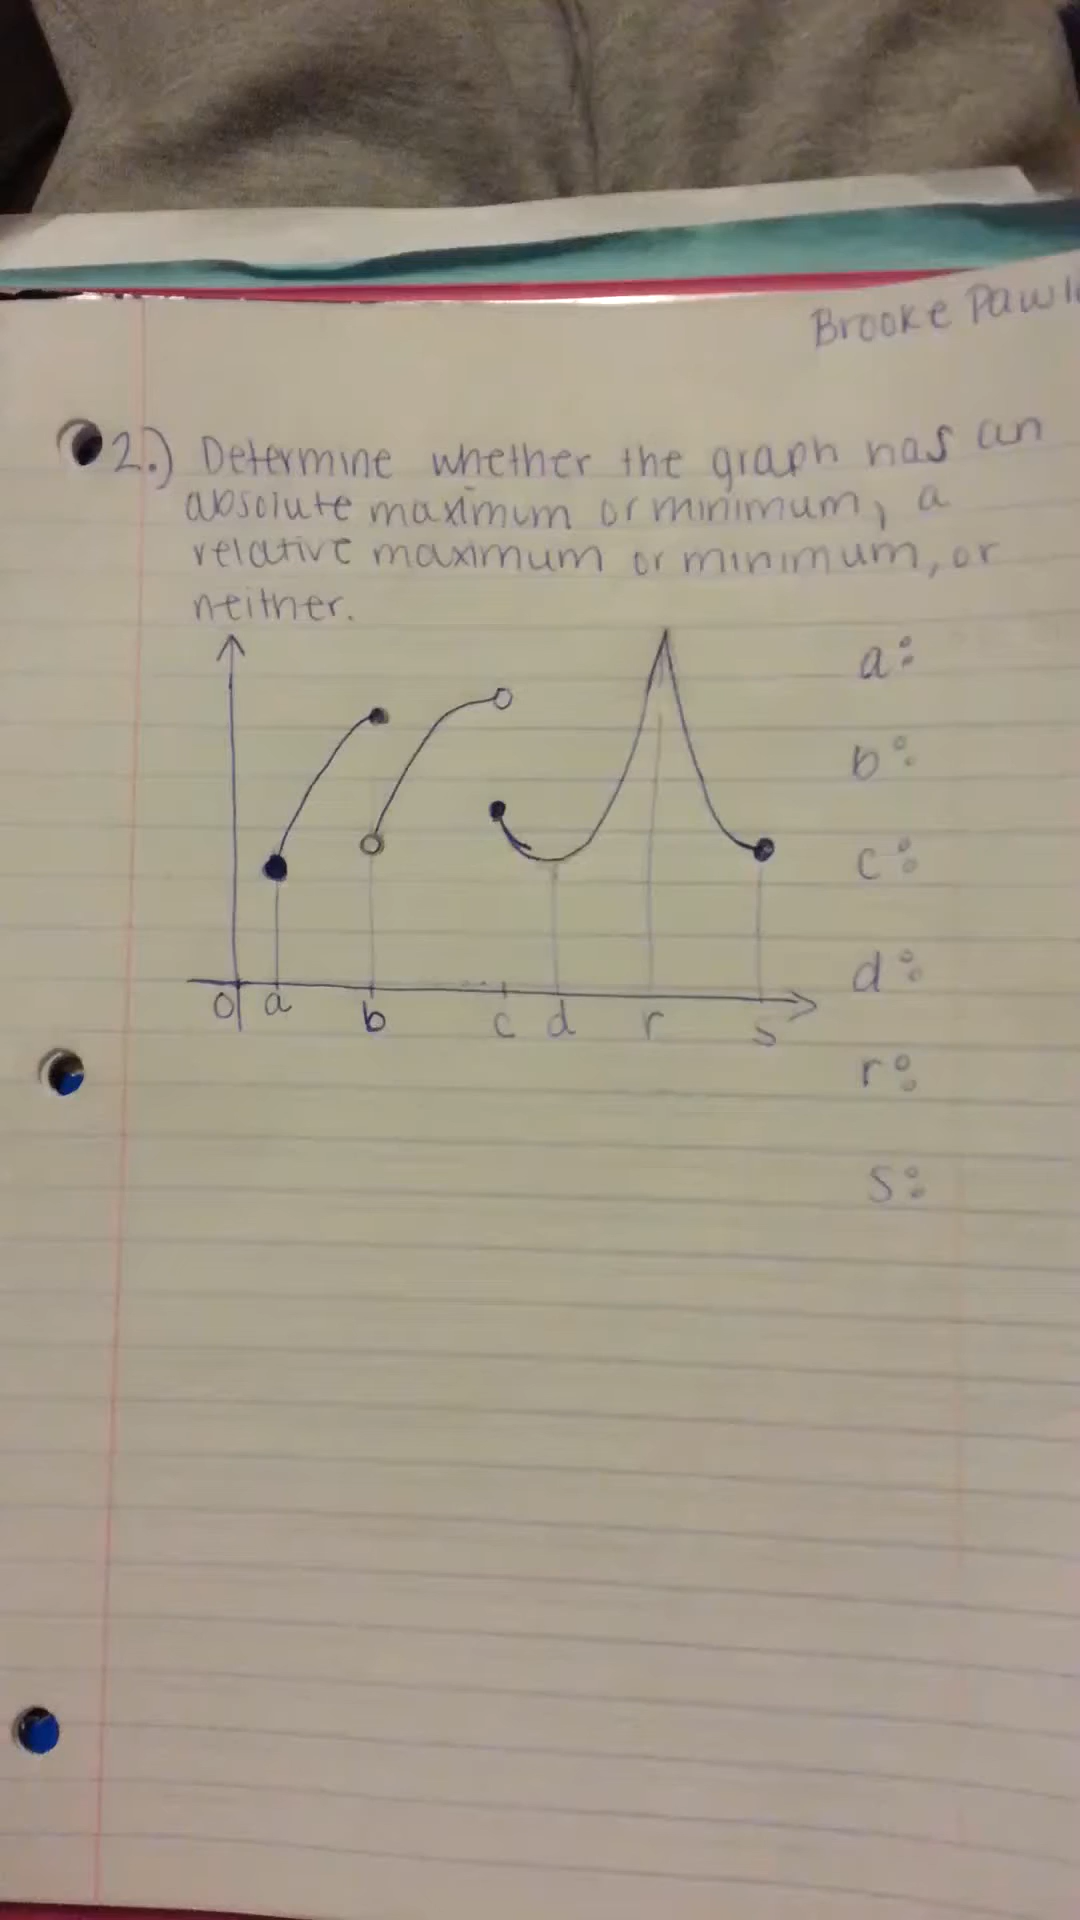 Brooke
2.) Determine whether the graph has an
absolute maximum or minimum, a
relative maximum or minimum, or
neither.
a:
b:
c:
d:
r:
s:
0 a b c d r s